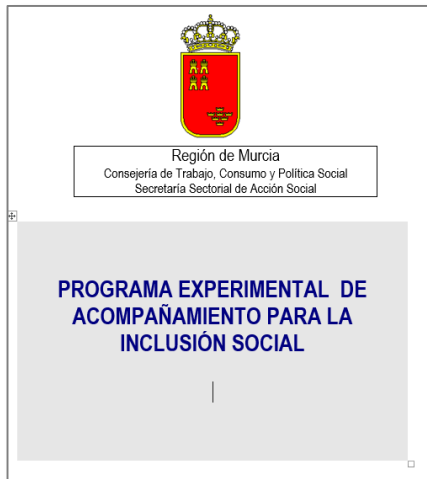 Región de Murcia
Consejería de Trabajo, Consumo y Política Social
Secretaría Sectorial de Acción Social
PROGRAMA EXPERIMENTAL DE
ACOMPAÑAMIENTO PARA LA
INCLUSIÓN SOCIAL